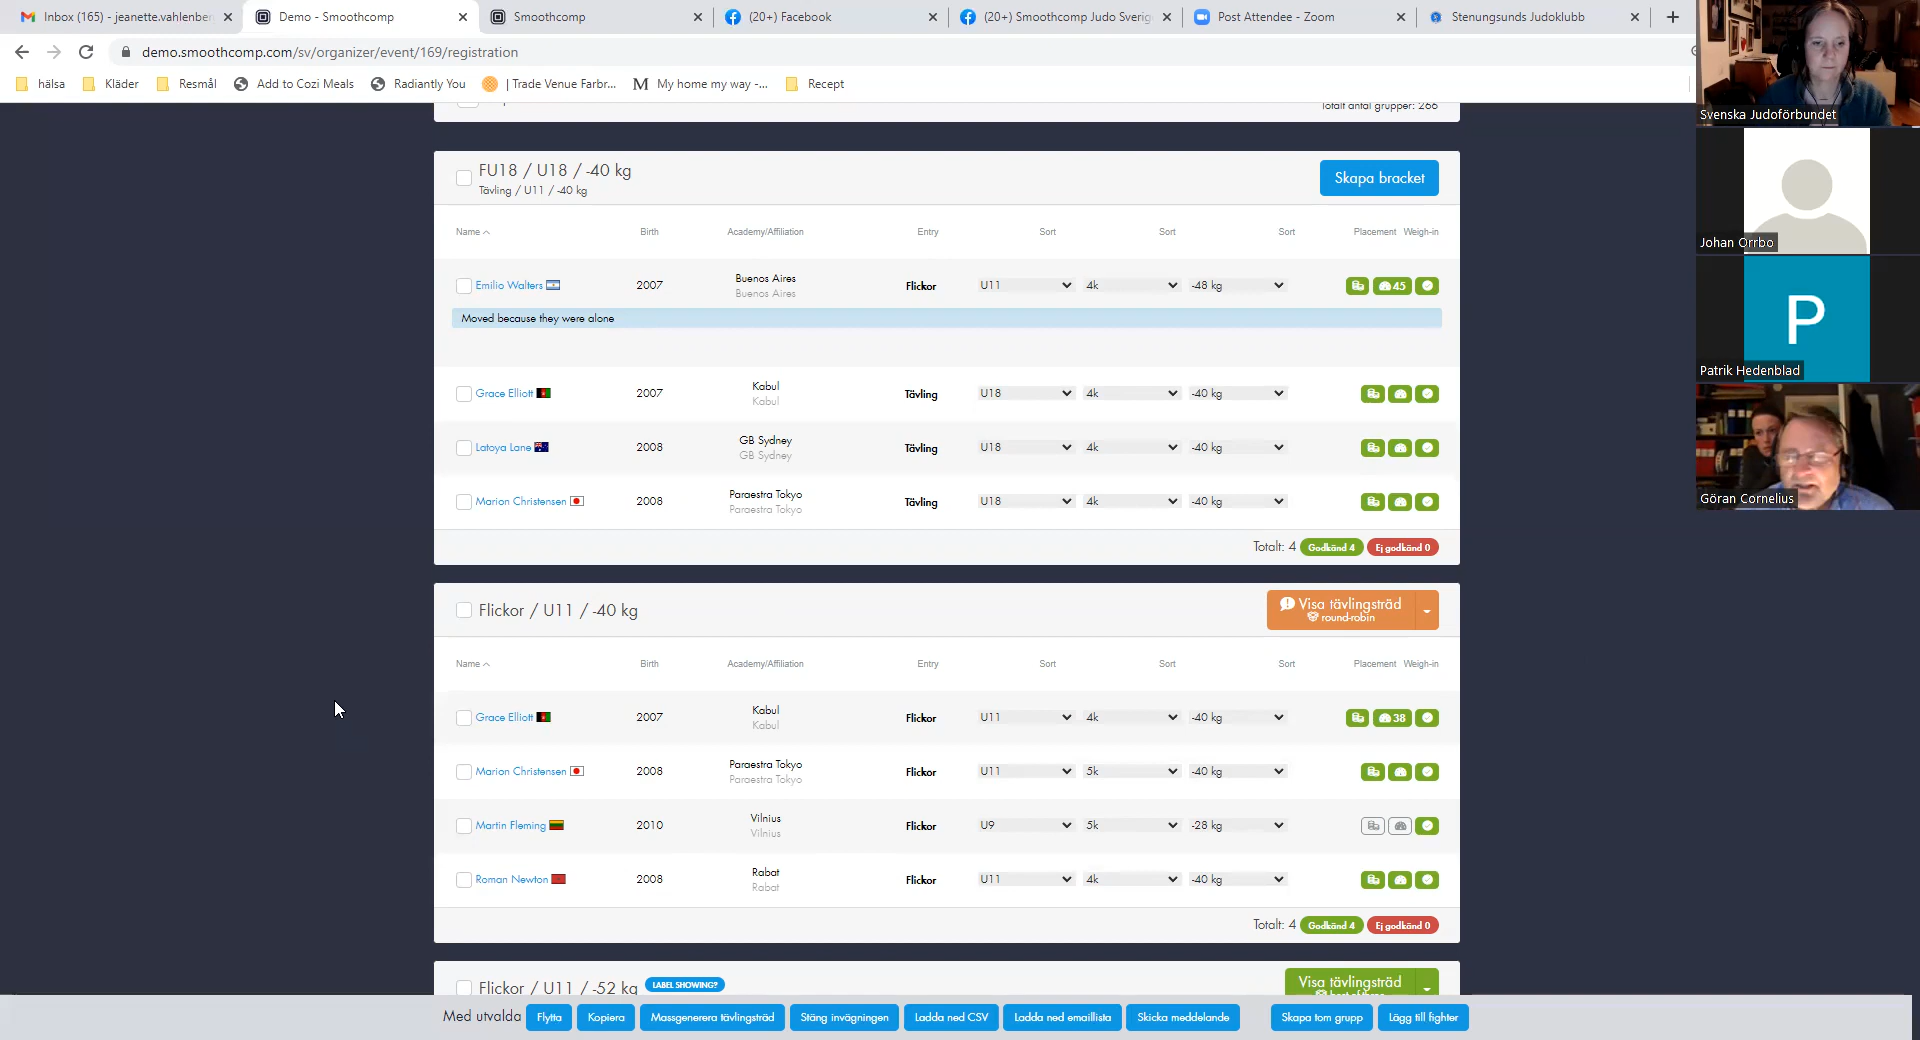 Inbox (165) - jeanette.vahlenber
Demo - Smoothcomp
Smoothcomp
(20+) Facebook
(20+) Smoothcomp Judo Sverig
Post Attendee - Zoom
Stenungsunds Judoklubb
demo.smoothcomp.com/sv/organizer/event/169/registration
hälsa
Kläder
Resmål
Add to Cozi Meals
Radiantly You
| Trade Venue Farbr...
My home my way -...
Recept
Totalt antal grupper: 266
FU18 / U18 / -40 kg
Tävling / U11 / -40 kg
Skapa bracket
Name Birth Academy/Affiliation Entry Sort Sort Sort Placement Weigh-in
Emilio Walters 2007 Buenos Aires Flickor U11 4k -48 kg 45
Buenos Aires
Moved because they were alone
Grace Elliott 2007 Kabul Tävling U18 4k -40 kg
Kabul
Latoya Lane 2008 GB Sydney Tävling U18 4k -40 kg
GB Sydney
Marion Christensen 2008 Paraestra Tokyo Tävling U18 4k -40 kg
Paraestra Tokyo
Totalt: 4 Godkänd 4 Ej godkänd 0
Flickor / U11 / -40 kg
Visa tävlingsträd
round-robin
Name Birth Academy/Affiliation Entry Sort Sort Sort Placement Weigh-in
Grace Elliott 2007 Kabul Flickor U11 4k -40 kg 38
Kabul
Marion Christensen 2008 Paraestra Tokyo Flickor U11 5k -40 kg
Paraestra Tokyo
Martin Fleming 2010 Vilnius Flickor U9 5k -28 kg
Vilnius
Roman Newton 2008 Rabat Flickor U11 4k -40 kg
Rabat
Totalt: 4 Godkänd 4 Ej godkänd 0
Flickor / U11 / -52 kg LABEL SHOWING?
Visa tävlingsträd
Med utvalda Flytta Kopiera Massgenerera tävlingsträd Stäng invägningen Ladda ned CSV Ladda ned emaillista Skicka meddelande Skapa tom grupp Lägg till fighter
Svenska Judoförbundet
Johan Orrbo
P
Patrik Hedenblad
Göran Cornelius